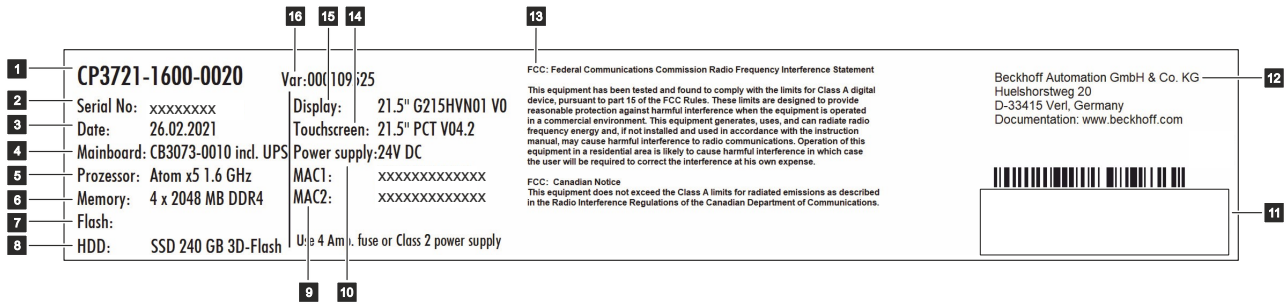 16 15 14 13
1 CP3721-1600-0020
Var:000109525
2 Serial No: xxxxxxxx
3 Date: 26.02.2021
4 Mainboard: CB3073-0010 incl. UPS
5 Prozessor: Atom x5 1.6 GHz
6 Memory: 4 x 2048 MB DDR4
7 Flash:
8 HDD: SSD 240 GB 3D-Flash
Display: 21.5" G215HVN01 V0
Touchscreen: 21.5" PCT V04.2
Power supply:24V DC
MAC1: xxxxxxxxxxxxx
MAC2: xxxxxxxxxxxxx
Use 4 Amp. fuse or Class 2 power supply
9 10
FCC: Federal Communications Commission Radio Frequency Interference Statement
This equipment has been tested and found to comply with the limits for Class A digital
device, pursuant to part 15 of the FCC Rules. These limits are designed to provide
reasonable protection against harmful interference when the equipment is operated
in a commercial environment. This equipment generates, uses, and can radiate radio
frequency energy and, if not installed and used in accordance with the instruction
manual, may cause harmful interference to radio communications. Operation of this
equipment in a residential area is likely to cause harmful interference in which case
the user will be required to correct the interference at his own expense.
FCC: Canadian Notice
This equipment does not exceed the Class A limits for radiated emissions as described
in the Radio Interference Regulations of the Canadian Department of Communications.
Beckhoff Automation GmbH & Co. KG 12
Huelshorstweg 20
D-33415 Verl, Germany
Documentation: www.beckhoff.com
11